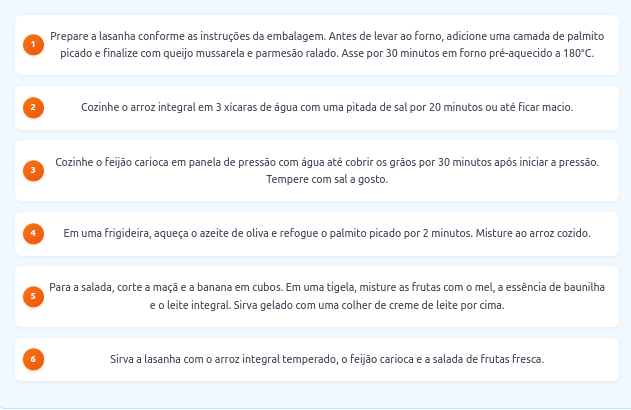 1
Prepare a lasanha conforme as instruções da embalagem. Antes de levar ao forno, adicione uma camada de palmito
picado e finalize com queijo mussarela e parmesão ralado. Asse por 30 minutos em forno pré-aquecido a 180°C.
2
Cozinhe o arroz integral em 3 xícaras de água com uma pitada de sal por 20 minutos ou até ficar macio.
3
Cozinhe o feijão carioca em panela de pressão com água até cobrir os grãos por 30 minutos após iniciar a pressão.
Tempere com sal a gosto.
4
Em uma frigideira, aqueça o azeite de oliva e refogue o palmito picado por 2 minutos. Misture ao arroz cozido.
5
Para a salada, corte a maçã e a banana em cubos. Em uma tigela, misture as frutas com o mel, a essência de baunilha
e o leite integral. Sirva gelado com uma colher de creme de leite por cima.
6
Sirva a lasanha com o arroz integral temperado, o feijão carioca e a salada de frutas fresca.